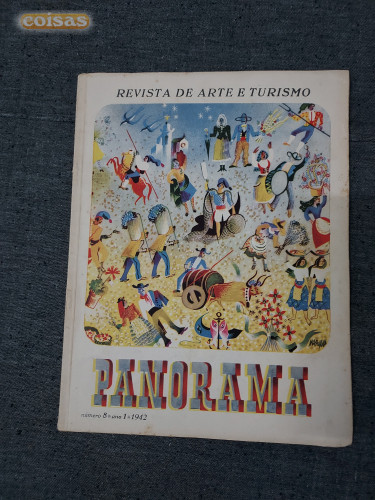 coisas
REVISTA DE ARTE E TURISMO
PANORAMA
número 8 * ano 1 * 1942